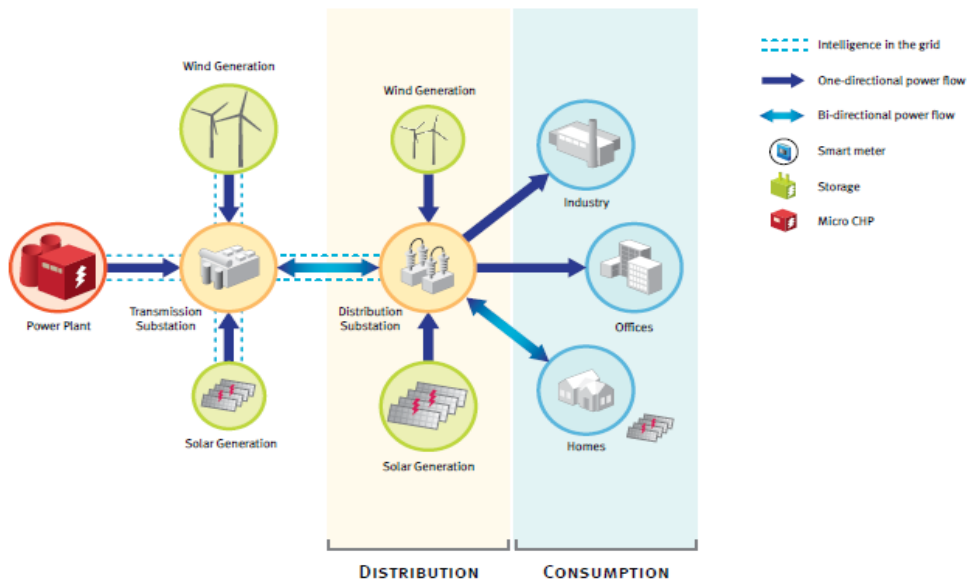 Wind Generation
Wind Generation
Industry
Power Plant
Transmission
Substation
Distribution
Substation
Offices
Solar Generation
Solar Generation
Homes
DISTRIBUTION
CONSUMPTION
Intelligence in the grid
One-directional power flow
Bi-directional power flow
Smart meter
Storage
Micro CHP